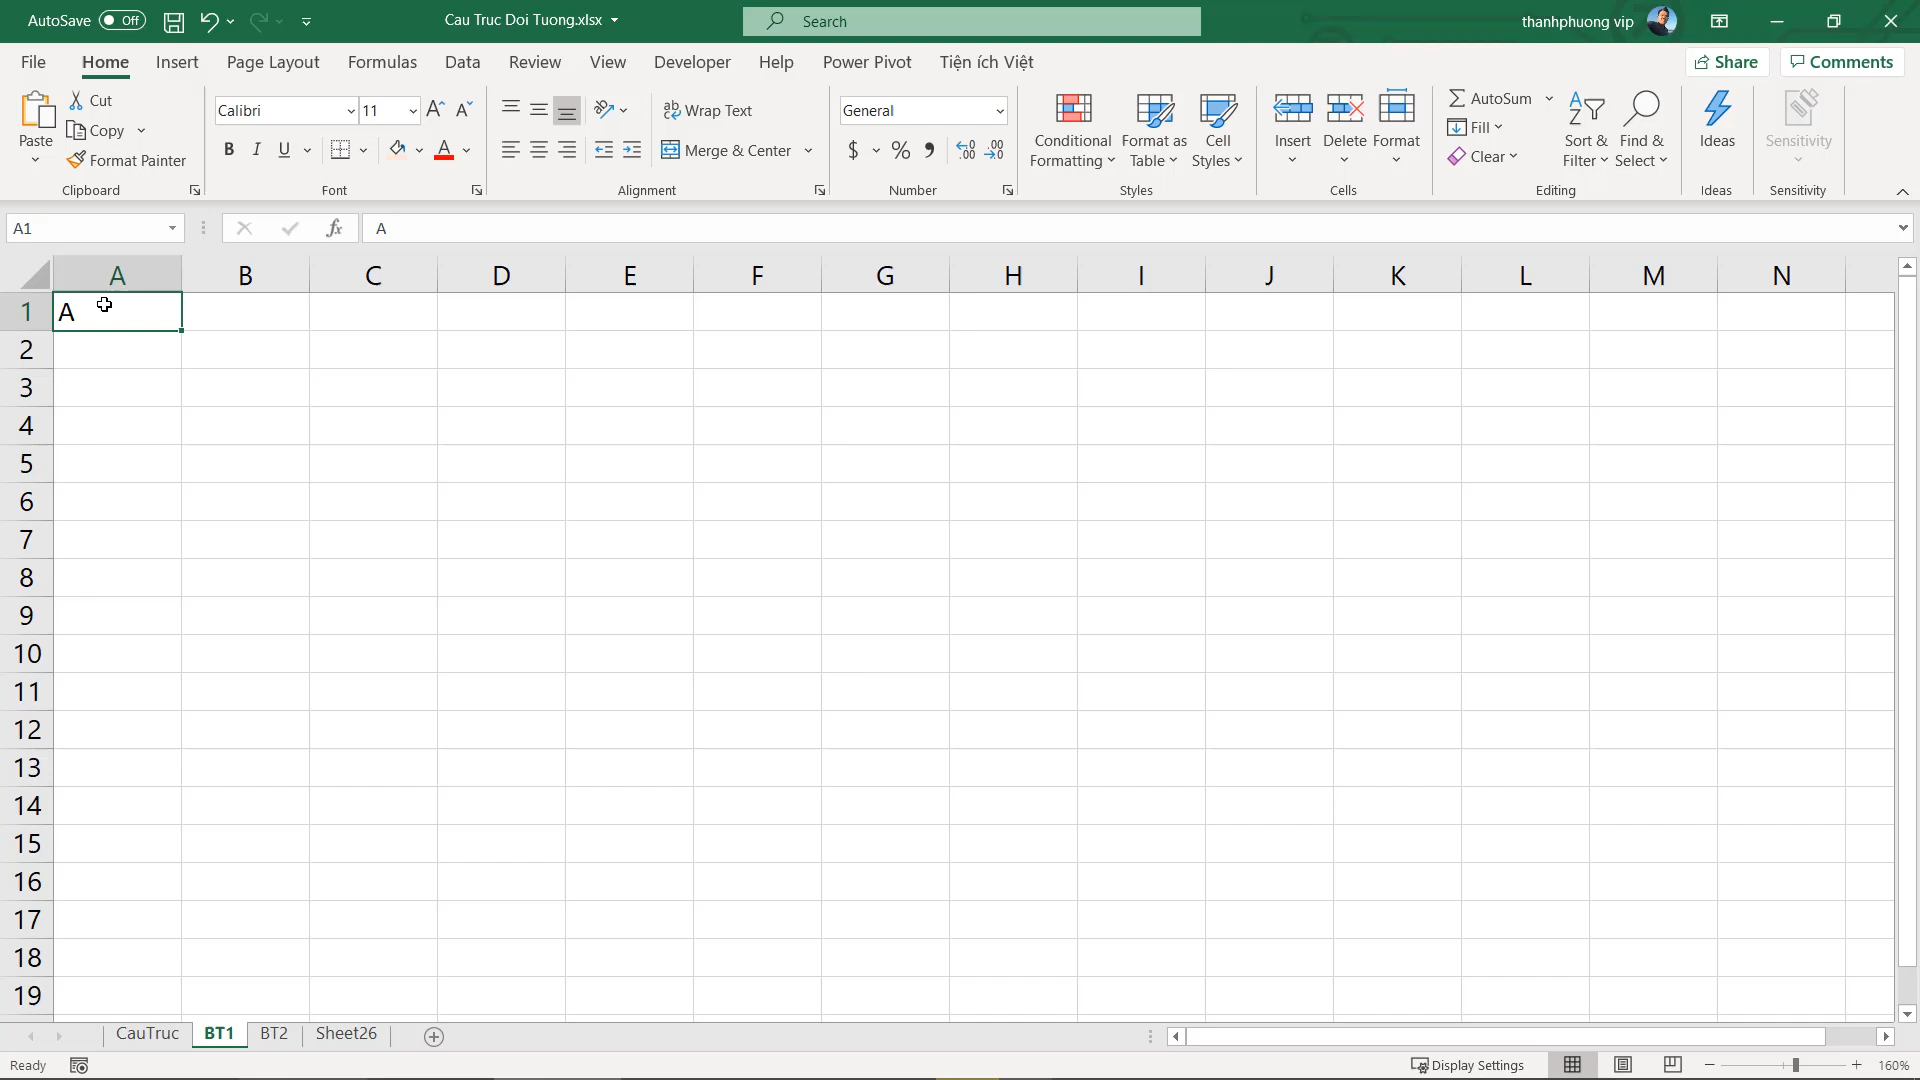 AutoSave Off Cau Truc Doi Tuong.xlsx Search thanhphuong vip
File Home Insert Page Layout Formulas Data Review View Developer Help Power Pivot Tiện ích Việt Share Comments
Paste Cut Copy Format Painter
Clipboard
Calibri 11
B I U A
Font
Wrap Text
Merge & Center
Alignment
General
$ % 9 .00
Number
Conditional Formatting Format as Table Cell Styles
Styles
Insert Delete Format
Cells
AutoSum
Fill
Clear
Sort & Filter Find & Select
Editing
Ideas
Ideas
Sensitivity
Sensitivity
A1 fx A
A B C D E F G H I J K L M N
1 A
2
3
4
5
6
7
8
9
10
11
12
13
14
15
16
17
18
19
CauTruc BT1 BT2 Sheet26
Ready Display Settings 160%